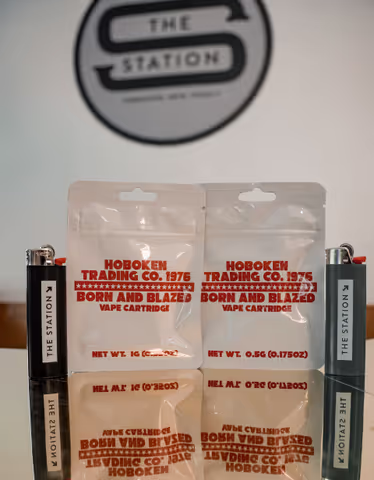 THE
STATION
HOBOKEN
TRADING CO. 1976
BORN AND BLAZED
VAPE CARTRIDGE
NET WT. 1G
HOBOKEN
TRADING CO. 1976
BORN AND BLAZED
VAPE CARTRIDGE
NET WT. 0.5G (0.175OZ)
THE STATION
THE STATION